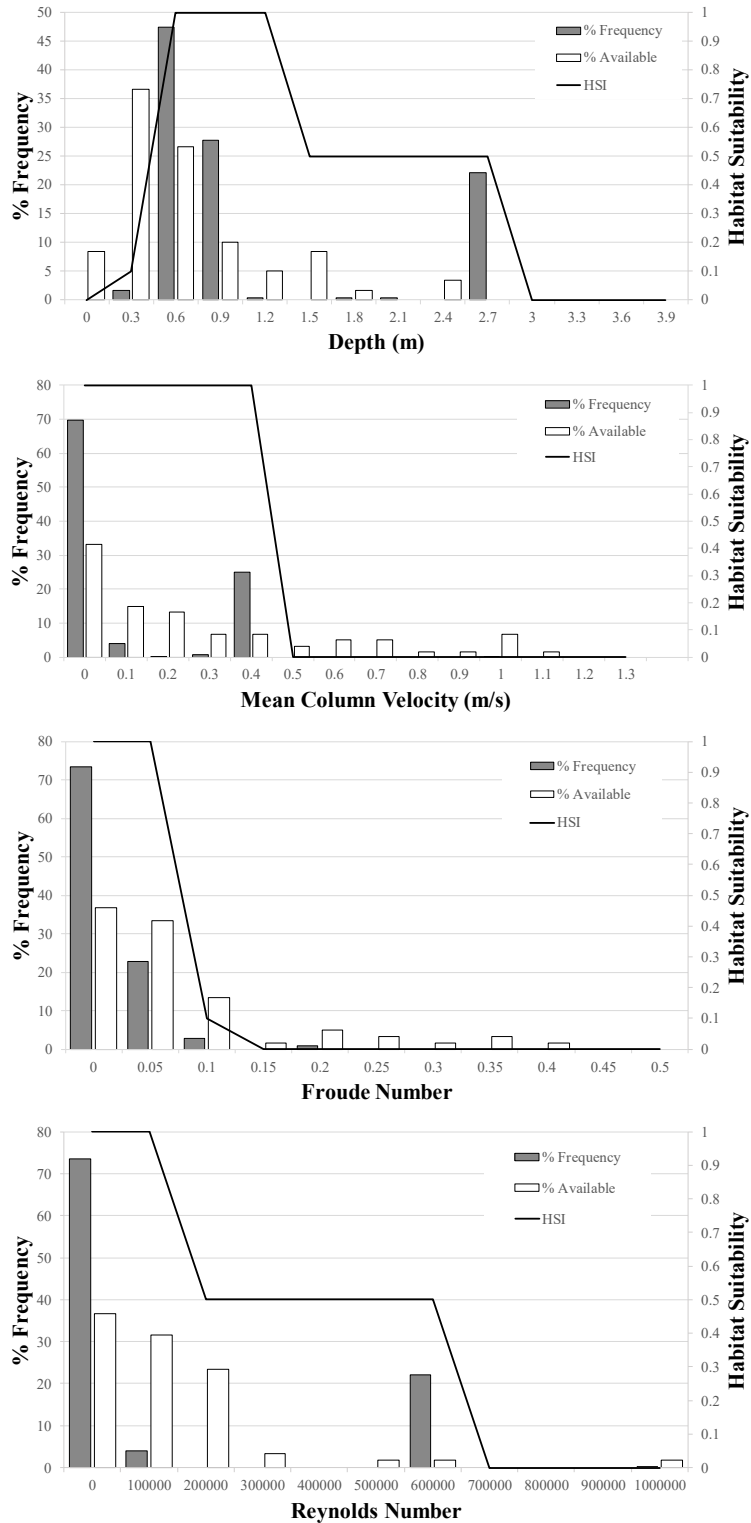 50 1
45 0.9
40 0.8
35 0.7
30 0.6
25 0.5
20 0.4
15 0.3
10 0.2
5 0.1
0 0
% Frequency
Habitat Suitability
% Frequency
% Available
HSI
0 0.3 0.6 0.9 1.2 1.5 1.8 2.1 2.4 2.7 3 3.3 3.6 3.9
Depth (m)
80
70
60
50
40
30
20
10
0
% Frequency
% Frequency
% Available
HSI
1
0.9
0.8
0.7
0.6
0.5
0.4
0.3
0.2
0.1
0
Habitat Suitability
0 0.1 0.2 0.3 0.4 0.5 0.6 0.7 0.8 0.9 1 1.1 1.2 1.3
Mean Column Velocity (m/s)
80
70
60
50
40
30
20
10
0
% Frequency
% Frequency
% Available
HSI
1
0.9
0.8
0.7
0.6
0.5
0.4
0.3
0.2
0.1
0
Habitat Suitability
0 0.05 0.1 0.15 0.2 0.25 0.3 0.35 0.4 0.45 0.5
Froude Number
80
70
60
50
40
30
20
10
0
% Frequency
% Frequency
% Available
HSI
1
0.9
0.8
0.7
0.6
0.5
0.4
0.3
0.2
0.1
0
Habitat Suitability
0 100000 200000 300000 400000 500000 600000 700000 800000 900000 1000000
Reynolds Number